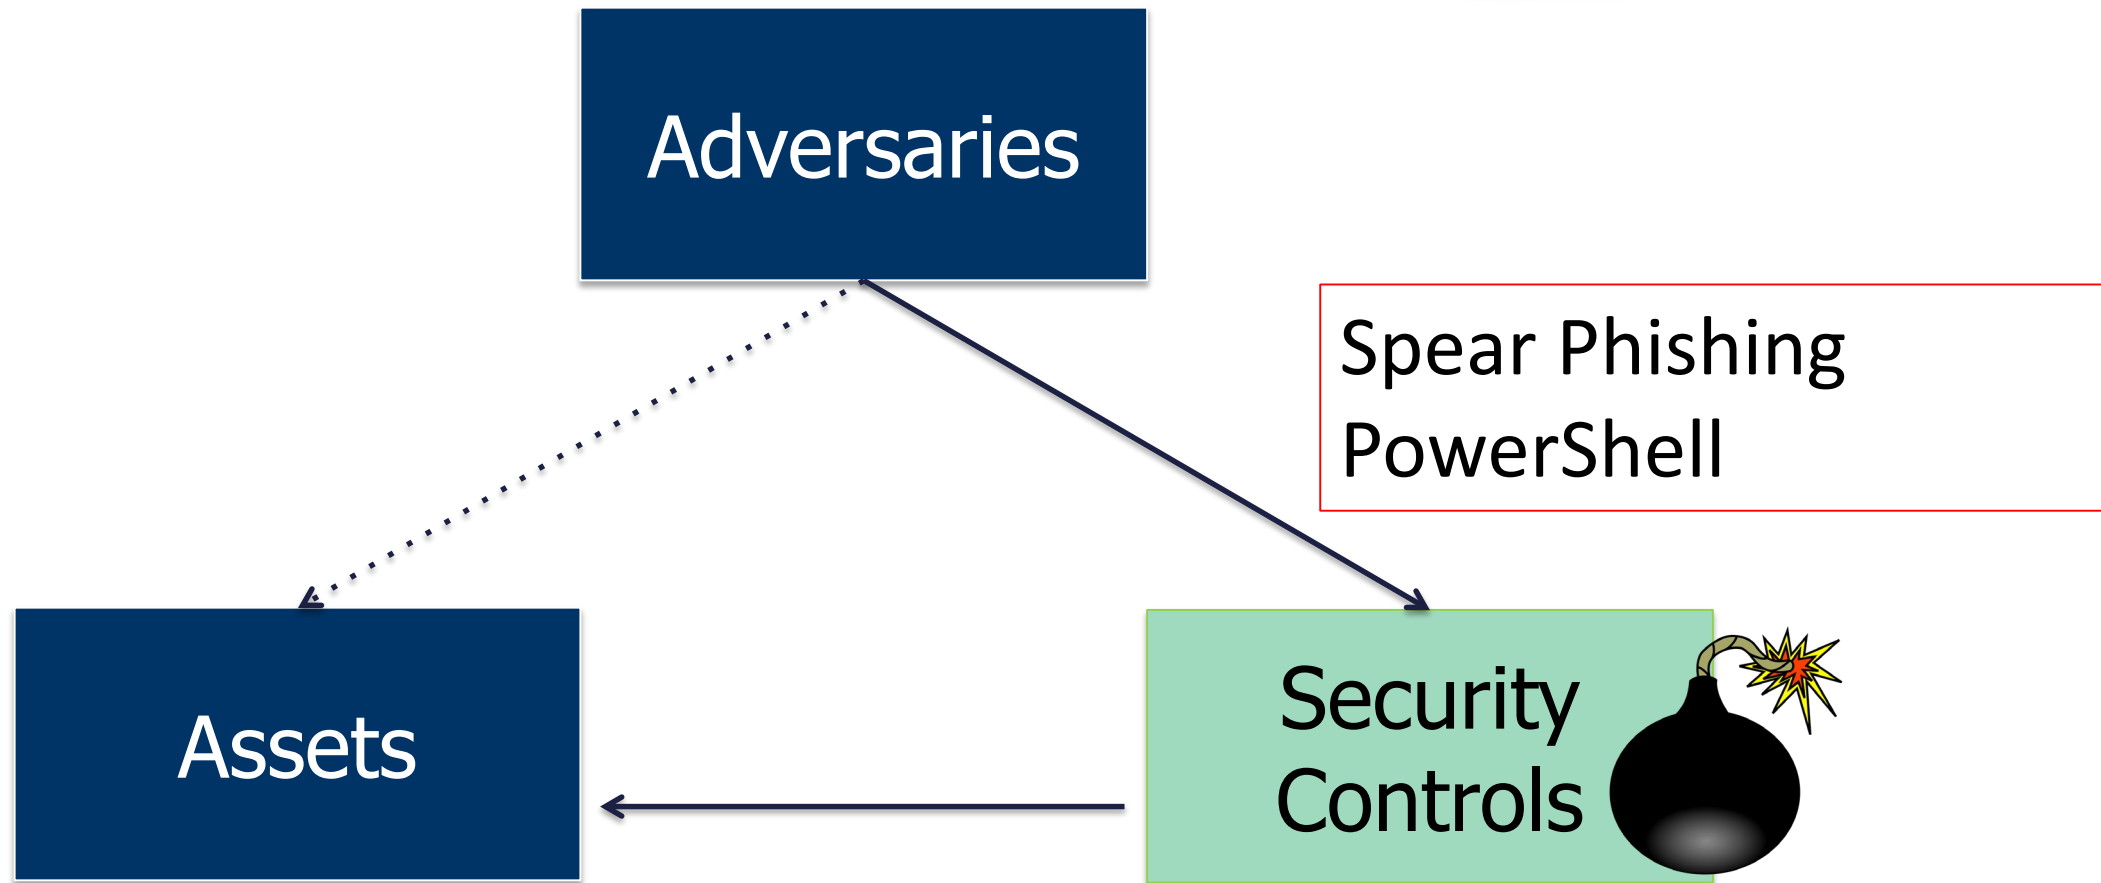 Adversaries
Spear Phishing
PowerShell
Assets
Security
Controls